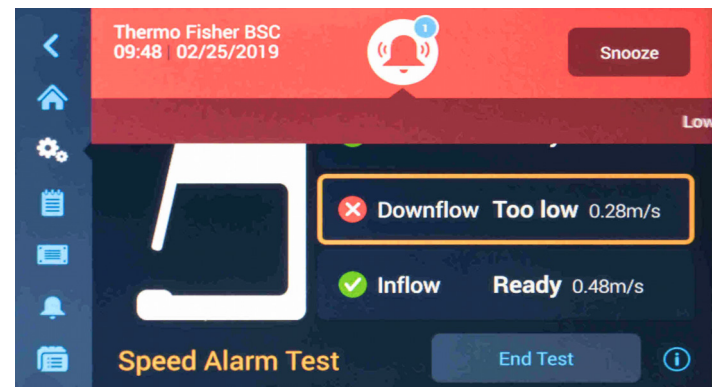 Thermo Fisher BSC
09:48 | 02/25/2019
1
Snooze
Low
Downflow Too low 0.28m/s
Inflow Ready 0.48m/s
Speed Alarm Test
End Test